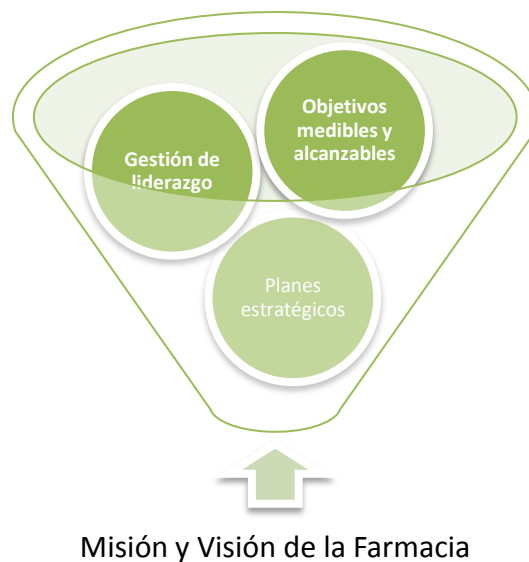 Gestión de
liderazgo
Objetivos
medibles y
alcanzables
Planes
estratégicos
Misión y Visión de la Farmacia